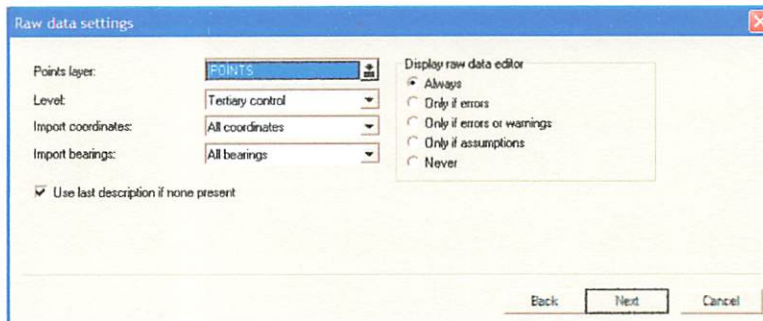 Raw data settings
Points layer: POINTS
Level: Tertiary control
Import coordinates: All coordinates
Import bearings: All bearings
Use last description if none present
Display raw data editor
Always
Only if errors
Only if errors or warnings
Only if assumptions
Never
Back Next Cancel